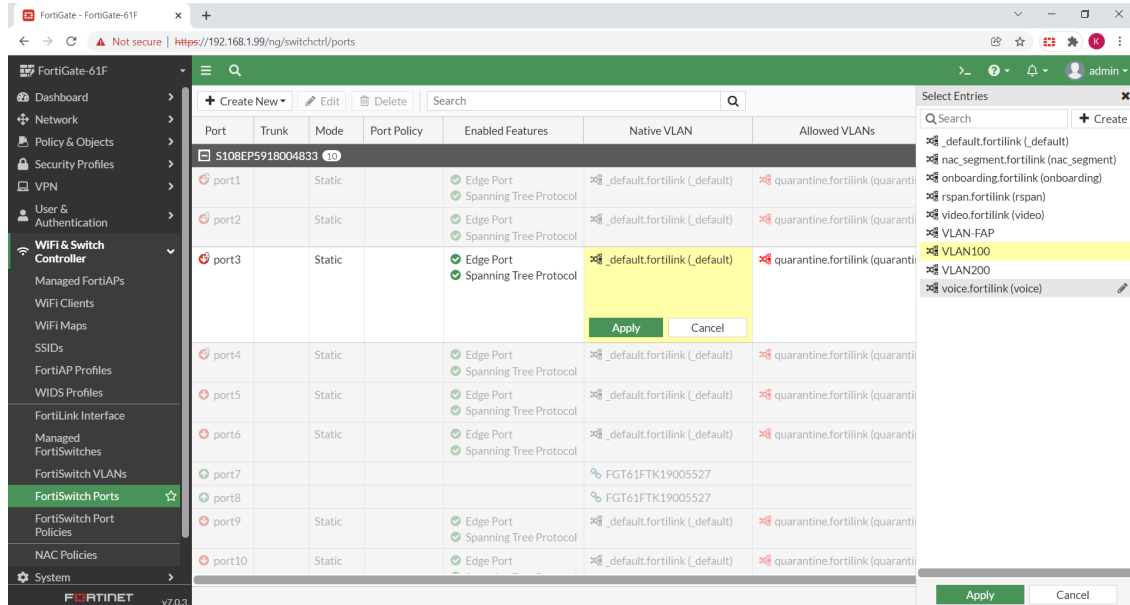 FortiGate - FortiGate-61F
Not secure | https://192.168.1.99/ng/switchctrl/ports
K
FortiGate-61F
>_
admin
Dashboard
Network
Policy & Objects
Security Profiles
VPN
User &
Authentication
WiFi & Switch
Controller
Managed FortiAPs
WiFi Clients
WiFi Maps
SSIDs
FortiAP Profiles
WIDS Profiles
FortiLink Interface
Managed
FortiSwitches
FortiSwitch VLANs
FortiSwitch Ports
FortiSwitch Port
Policies
NAC Policies
System
FORTINET v7.0.3
+ Create New Edit Delete Search
Port Trunk Mode Port Policy Enabled Features Native VLAN Allowed VLANs
S108EP5918004833 10
port1 Static Edge Port _default.fortilink (_default) quarantine.fortilink (quaranti
Spanning Tree Protocol
port2 Static Edge Port _default.fortilink (_default) quarantine.fortilink (quaranti
Spanning Tree Protocol
port3 Static Edge Port _default.fortilink (_default) quarantine.fortilink (quaranti
Spanning Tree Protocol
Apply Cancel
port4 Static Edge Port _default.fortilink (_default) quarantine.fortilink (quaranti
Spanning Tree Protocol
port5 Static Edge Port _default.fortilink (_default) quarantine.fortilink (quaranti
Spanning Tree Protocol
port6 Static Edge Port _default.fortilink (_default) quarantine.fortilink (quaranti
Spanning Tree Protocol
port7 FGT61FTK19005527
port8 FGT61FTK19005527
port9 Static Edge Port _default.fortilink (_default) quarantine.fortilink (quaranti
Spanning Tree Protocol
port10 Static Edge Port _default.fortilink (_default) quarantine.fortilink (quaranti
Select Entries
Search + Create
_default.fortilink (_default)
nac_segment.fortilink (nac_segment)
onboarding.fortilink (onboarding)
rspan.fortilink (rspan)
video.fortilink (video)
VLAN-FAP
VLAN100
VLAN200
voice.fortilink (voice)
Apply Cancel